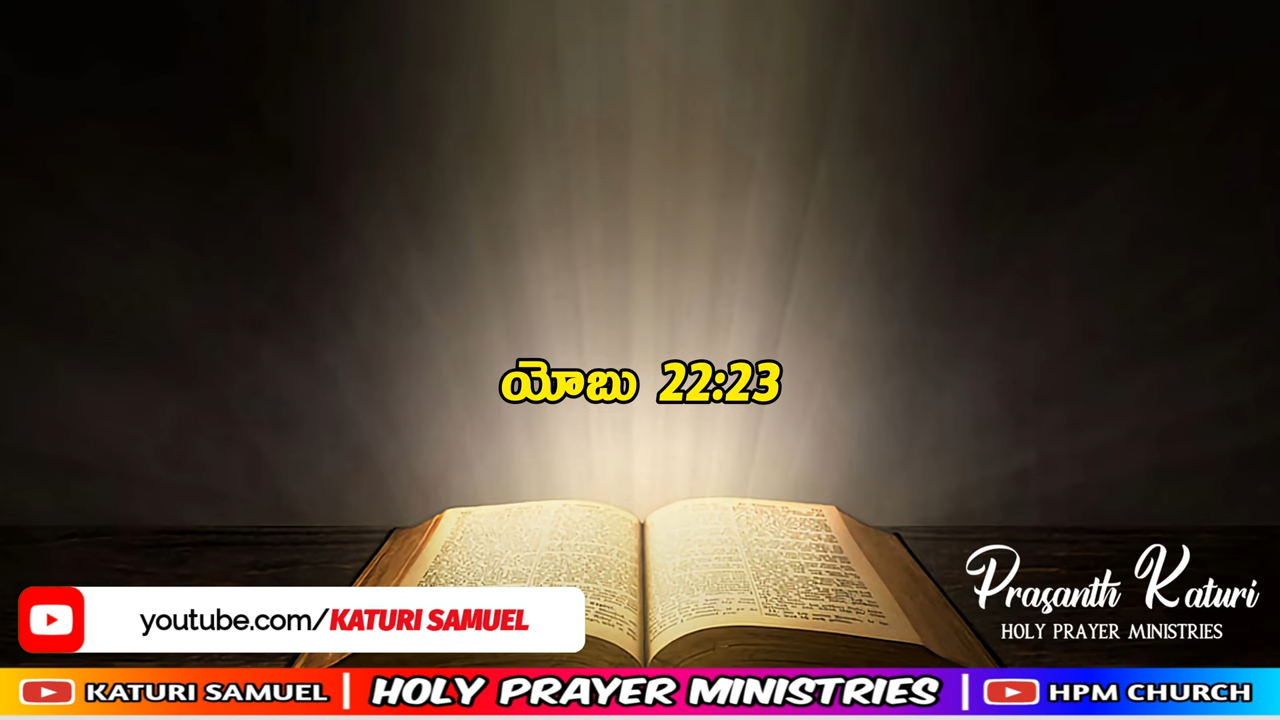 యోబు 22:23
Prasanth Katuri
HOLY PRAYER MINISTRIES
youtube.com/KATURI SAMUEL
KATURI SAMUEL | HOLY PRAYER MINISTRIES | HPM CHURCH